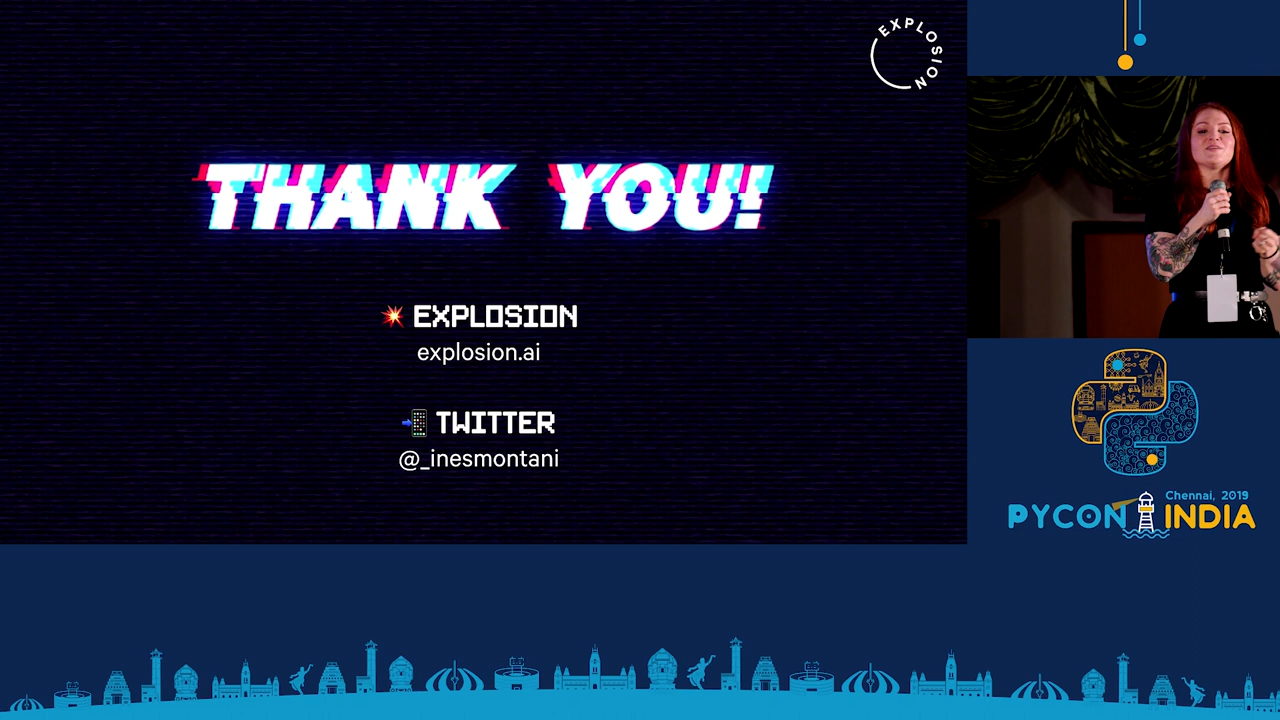 EXPLOSION
THANK YOU!
💥 EXPLOSION
explosion.ai
📲 TWITTER
@_inesmontani
Chennai, 2019
PYCON INDIA